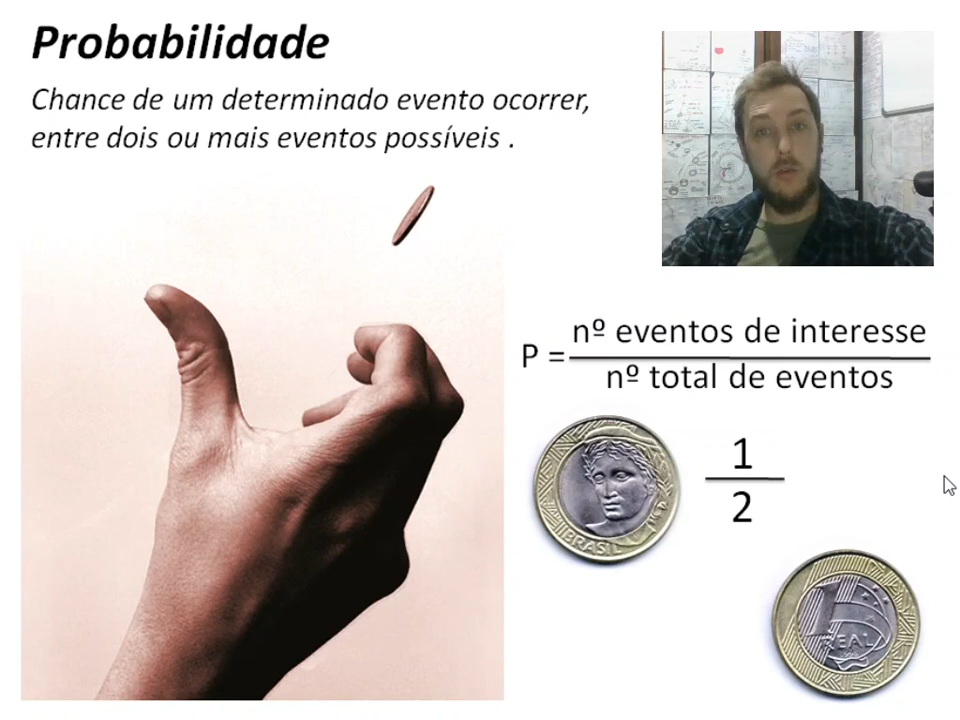 Probabilidade
Chance de um determinado evento ocorrer,
entre dois ou mais eventos possíveis .
P = nº eventos de interesse
nº total de eventos
1
2
BRASIL
1
REAL